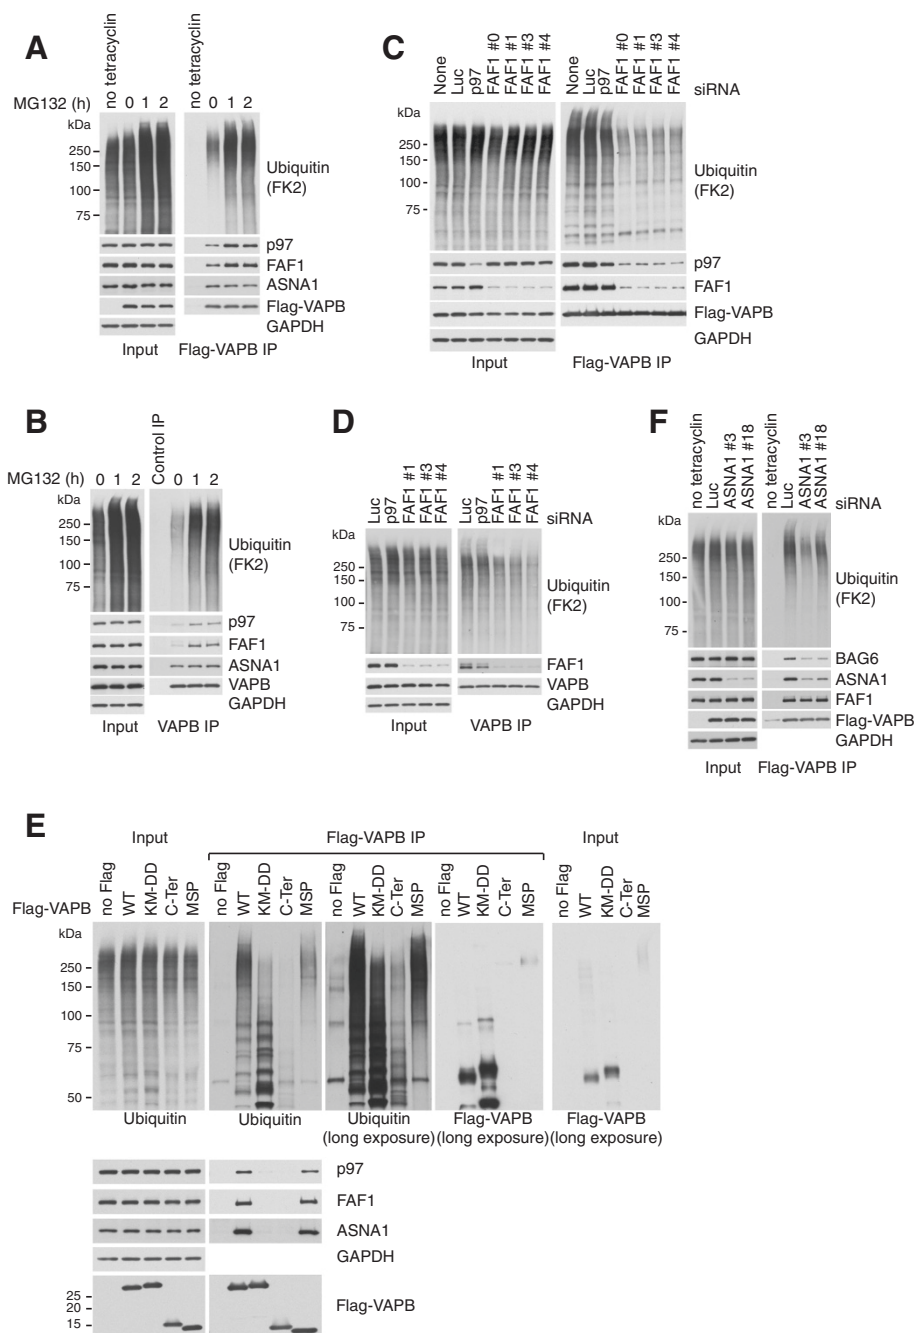 A
no tetracyclin
no tetracyclin
MG132 (h) 0 1 2 0 1 2
kDa
250
150
100
75
Ubiquitin
(FK2)
p97
FAF1
ASNA1
Flag-VAPB
GAPDH
Input Flag-VAPB IP
C
None
Luc
p97
FAF1 #0
FAF1 #1
FAF1 #3
FAF1 #4
None
Luc
p97
FAF1 #0
FAF1 #1
FAF1 #3
FAF1 #4
siRNA
kDa
250
150
100
75
Ubiquitin
(FK2)
p97
FAF1
Flag-VAPB
GAPDH
Input Flag-VAPB IP
B
Control IP
MG132 (h) 0 1 2 0 1 2
kDa
250
150
100
75
Ubiquitin
(FK2)
p97
FAF1
ASNA1
VAPB
GAPDH
Input VAPB IP
D
Luc
p97
FAF1 #1
FAF1 #3
FAF1 #4
Luc
p97
FAF1 #1
FAF1 #3
FAF1 #4
siRNA
kDa
250
150
100
75
Ubiquitin
(FK2)
FAF1
VAPB
GAPDH
Input VAPB IP
F
no tetracyclin
Luc
ASNA1 #3
ASNA1 #18
no tetracyclin
Luc
ASNA1 #3
ASNA1 #18
siRNA
kDa
250
150
100
75
Ubiquitin
(FK2)
BAG6
ASNA1
FAF1
Flag-VAPB
GAPDH
Input Flag-VAPB IP
E
Input Flag-VAPB IP Input
Flag-VAPB
no Flag
WT
KM-DD
C-Ter
MSP
no Flag
WT
KM-DD
C-Ter
MSP
no Flag
WT
KM-DD
C-Ter
MSP
no Flag
WT
KM-DD
C-Ter
MSP
no Flag
WT
KM-DD
C-Ter
MSP
kDa
250
150
100
75
50
Ubiquitin Ubiquitin Ubiquitin Flag-VAPB Flag-VAPB
(long exposure) (long exposure) (long exposure)
p97
FAF1
ASNA1
GAPDH
Flag-VAPB
25
20
15